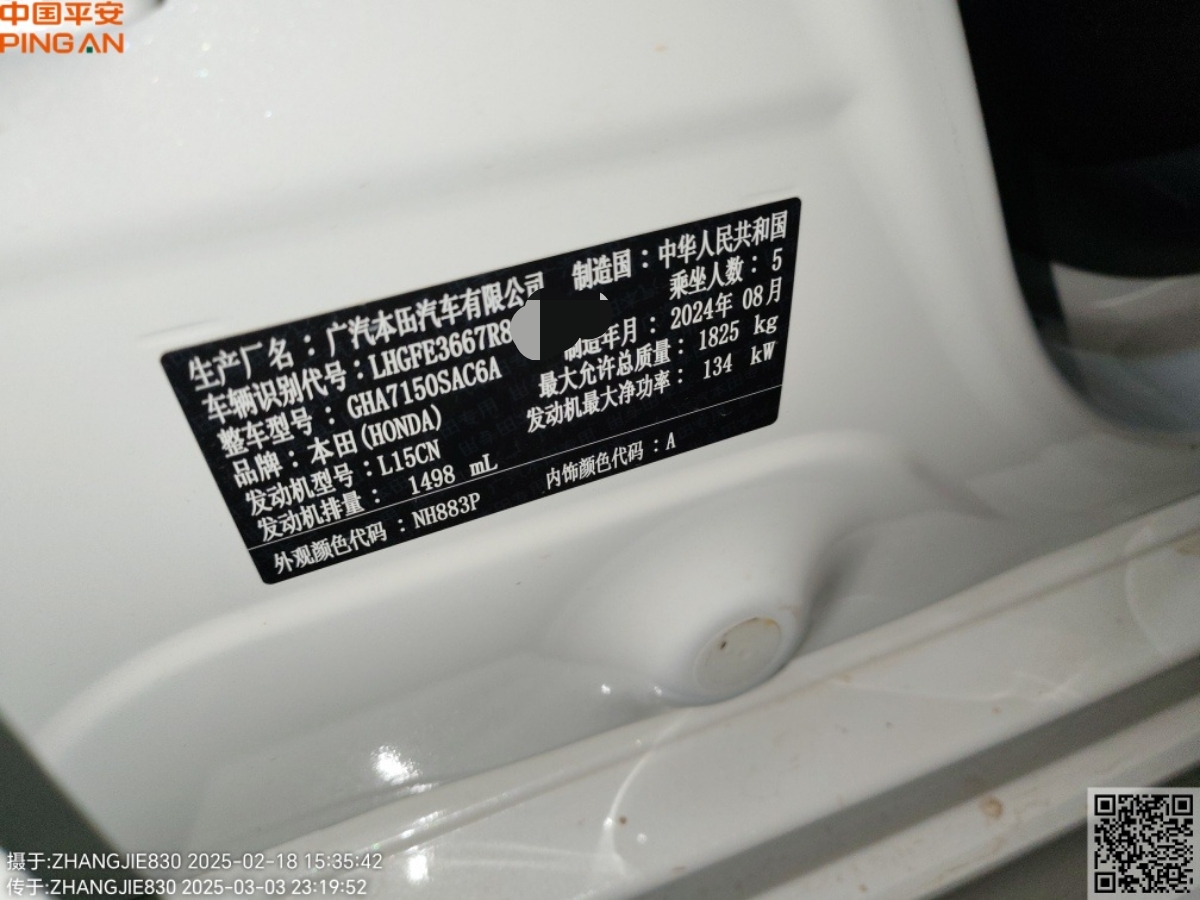 中国平安
PING AN
生产厂名：广汽本田汽车有限公司 制造国：中华人民共和国
车辆识别代号：LHGFE3667R8 乘坐人数：5
整车型号：GHA7150SAC6A 制造年月：2024年 08月
品牌：本田(HONDA) 最大允许总质量：1825 kg
发动机型号：L15CN 发动机最大净功率：134 kW
发动机排量：1498 mL
外观颜色代码：NH883P 内饰颜色代码：A
摄于:ZHANGJIE830 2025-02-18 15:35:42
传于:ZHANGJIE830 2025-03-03 23:19:52